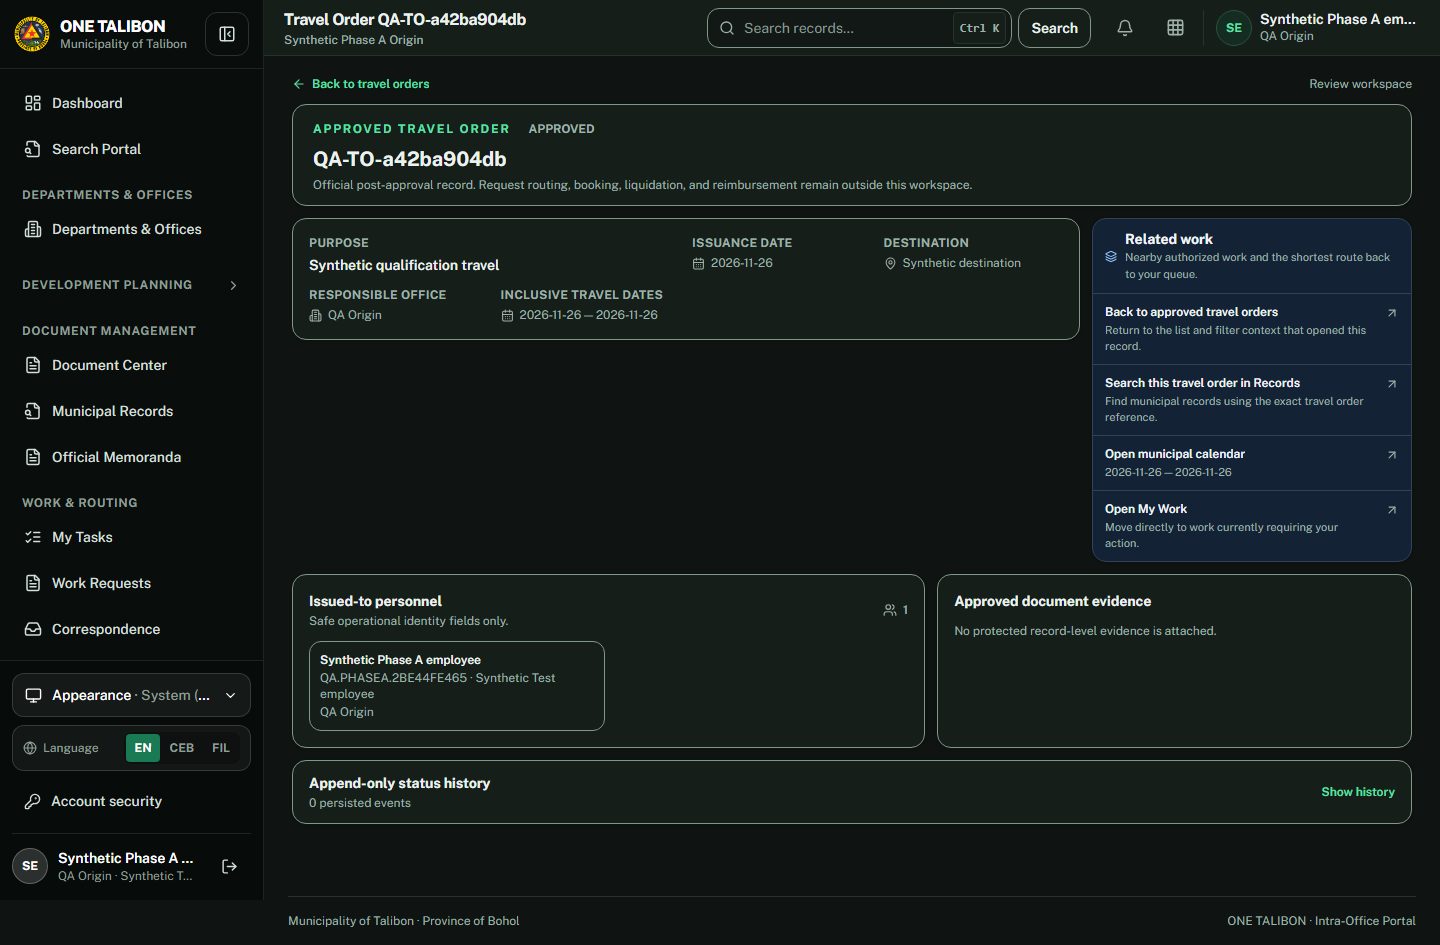 ONE TALIBON
Municipality of Talibon
Travel Order QA-TO-a42ba904db
Synthetic Phase A Origin
Search records...
Ctrl K
Search
SE
Synthetic Phase A em...
QA Origin
Dashboard
Search Portal
DEPARTMENTS & OFFICES
Departments & Offices
DEVELOPMENT PLANNING
DOCUMENT MANAGEMENT
Document Center
Municipal Records
Official Memoranda
WORK & ROUTING
My Tasks
Work Requests
Correspondence
Appearance · System (...
Language
EN
CEB
FIL
Account security
SE
Synthetic Phase A ...
QA Origin · Synthetic T...
Back to travel orders
Review workspace
APPROVED TRAVEL ORDER
APPROVED
QA-TO-a42ba904db
Official post-approval record. Request routing, booking, liquidation, and reimbursement remain outside this workspace.
PURPOSE
Synthetic qualification travel
ISSUANCE DATE
2026-11-26
DESTINATION
Synthetic destination
RESPONSIBLE OFFICE
QA Origin
INCLUSIVE TRAVEL DATES
2026-11-26 — 2026-11-26
Related work
Nearby authorized work and the shortest route back
to your queue.
Back to approved travel orders
Return to the list and filter context that opened this
record.
Search this travel order in Records
Find municipal records using the exact travel order
reference.
Open municipal calendar
2026-11-26 — 2026-11-26
Open My Work
Move directly to work currently requiring your
action.
Issued-to personnel
Safe operational identity fields only.
1
Synthetic Phase A employee
QA.PHASEA.2BE44FE465 · Synthetic Test
employee
QA Origin
Approved document evidence
No protected record-level evidence is attached.
Append-only status history
0 persisted events
Show history
Municipality of Talibon · Province of Bohol
ONE TALIBON · Intra-Office Portal